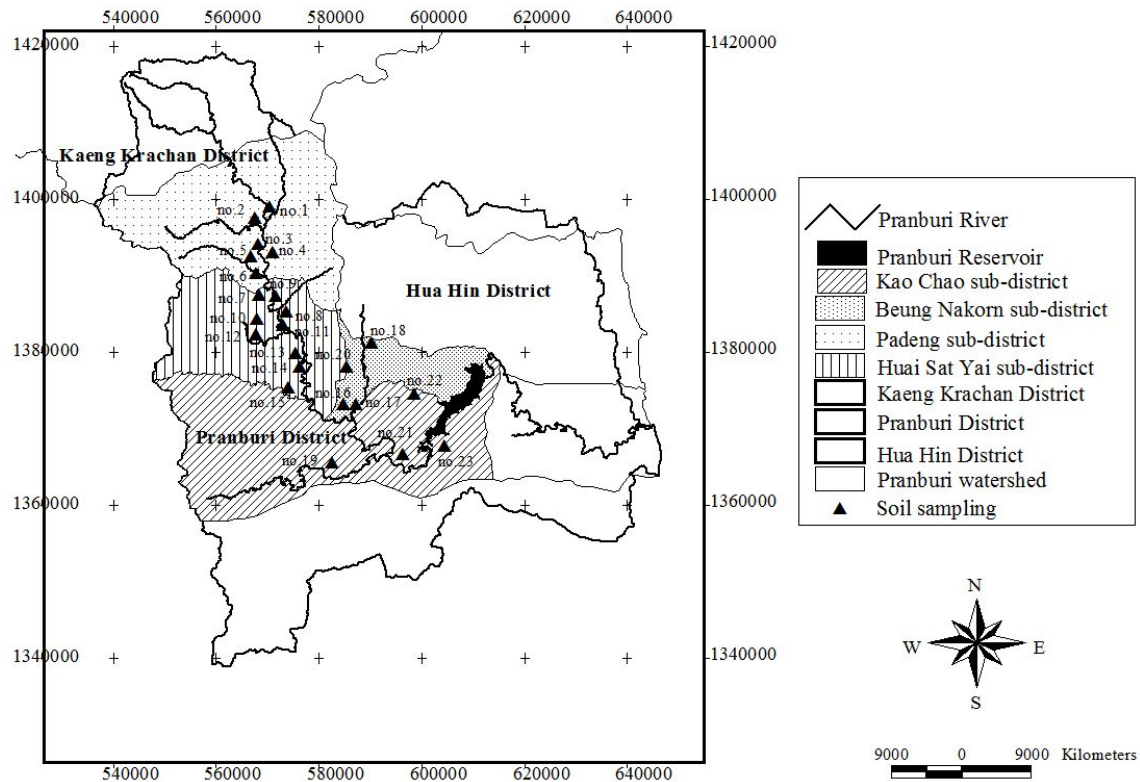 540000 560000 580000 600000 620000 640000
1420000 1420000
Kaeng Krachan District
1400000 1400000
no.2 no.1
no.3
no.5 no.4
no.6 no.9
no.7
no.8
no.10 no.11
no.12
no.18
no.13 no.20
no.14
no.22
no.15 no.16 no.17
no.21
no.19 no.23
Hua Hin District
1380000 1380000
Pranburi District
1360000 1360000
1340000 1340000
540000 560000 580000 600000 620000 640000
Pranburi River
Pranburi Reservoir
Kao Chao sub-district
Beung Nakorn sub-district
Padeng sub-district
Huai Sat Yai sub-district
Kaeng Krachan District
Pranburi District
Hua Hin District
Pranburi watershed
Soil sampling
N
W E
S
9000 0 9000 Kilometers